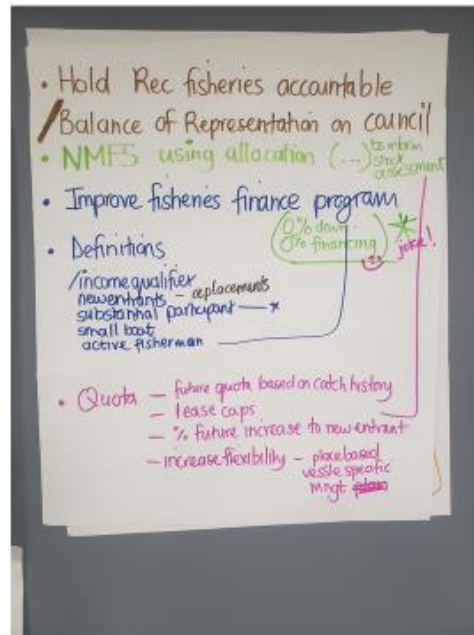 • Hold Rec fisheries accountable
/Balance of Representation on council
• NMFS using allocation (...) to inform
stock
assessment
• Improve fisheries finance program
(0% down
0% financing)
joke!
• Definitions
/income qualifier
new entrants - replacements
substantial participant — *
small boat
active fisherman
• Quota — future quota based on catch history
— lease caps
— % future increase to new entrant
— increase flexibility — place based
vessle specific
mngt plan